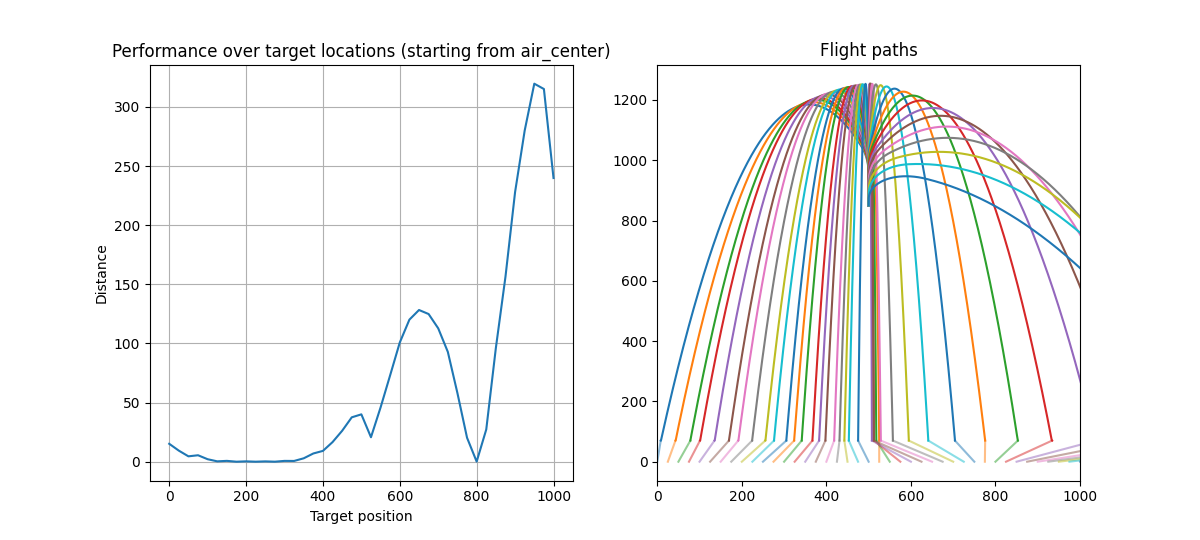 Performance over target locations (starting from air_center)
Distance
300
250
200
150
100
50
0
0 200 400 600 800 1000
Target position
Flight paths
1200
1000
800
600
400
200
0
0 200 400 600 800 1000